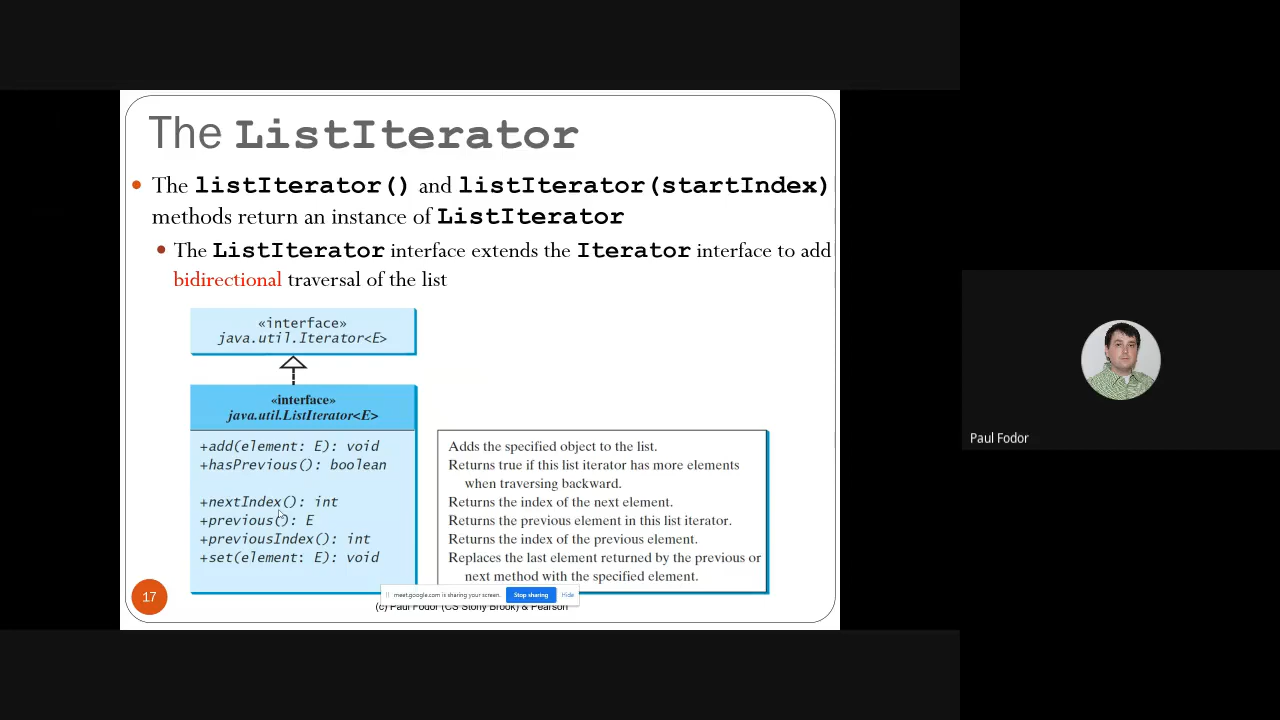 The ListIterator
• The listIterator() and listIterator(startIndex)
methods return an instance of ListIterator
• The ListIterator interface extends the Iterator interface to add
bidirectional traversal of the list
«interface»
java.util.Iterator<E>
«interface»
java.util.ListIterator<E>
+add(element: E): void
+hasPrevious(): boolean
+nextIndex(): int
+previous(): E
+previousIndex(): int
+set(element: E): void
Adds the specified object to the list.
Returns true if this list iterator has more elements
when traversing backward.
Returns the index of the next element.
Returns the previous element in this list iterator.
Returns the index of the previous element.
Replaces the last element returned by the previous or
next method with the specified element.
17
meet.google.com is sharing your screen.
Stop sharing
Hide
(c) Paul Fodor (CS Stony Brook) & Pearson
Paul Fodor